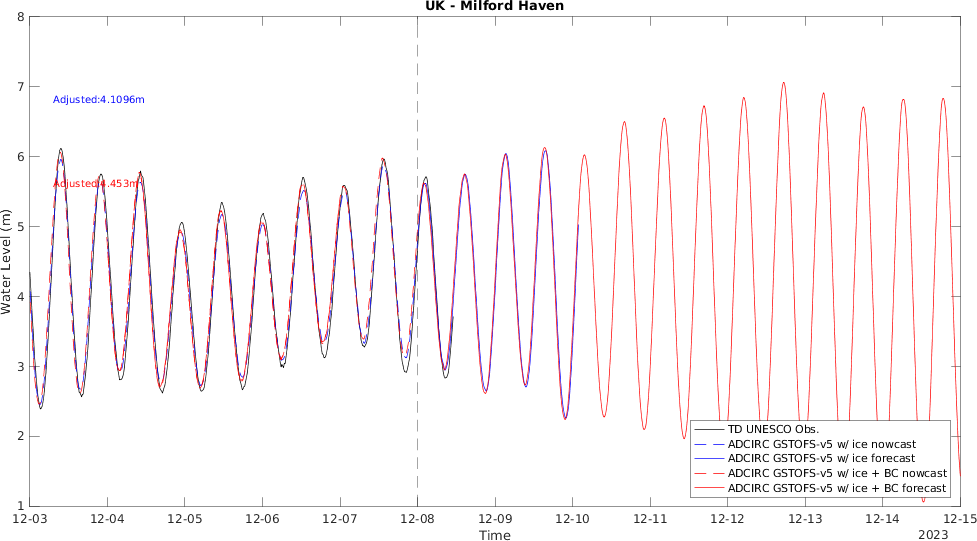 UK - Milford Haven
8
7
6
5
4
3
2
1
Water Level (m)
Adjusted:4.1096m
Adjusted:4.453m
TD UNESCO Obs.
ADCIRC GSTOFS-v5 w/ ice nowcast
ADCIRC GSTOFS-v5 w/ ice forecast
ADCIRC GSTOFS-v5 w/ ice + BC nowcast
ADCIRC GSTOFS-v5 w/ ice + BC forecast
12-03 12-04 12-05 12-06 12-07 12-08 12-09 12-10 12-11 12-12 12-13 12-14 12-15
Time
2023